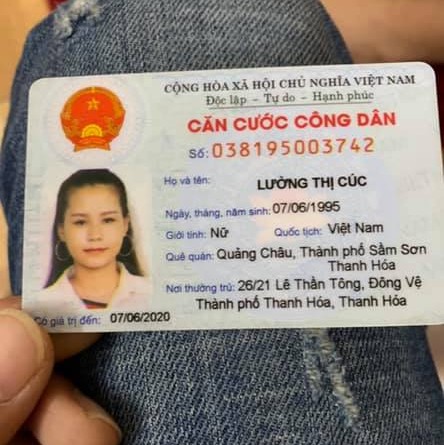 CỘNG HÒA XÃ HỘI CHỦ NGHĨA VIỆT NAM
Độc lập – Tự do – Hạnh phúc
CĂN CƯỚC CÔNG DÂN
Số: 038195003742
Họ và tên: LƯỜNG THỊ CÚC
Ngày, tháng, năm sinh: 07/06/1995
Giới tính: Nữ Quốc tịch: Việt Nam
Quê quán: Quảng Châu, Thành phố Sầm Sơn
Thanh Hóa
Nơi thường trú: 26/21 Lê Thần Tông, Đông Vệ
Thành phố Thanh Hóa, Thanh Hóa
Có giá trị đến: 07/06/2020